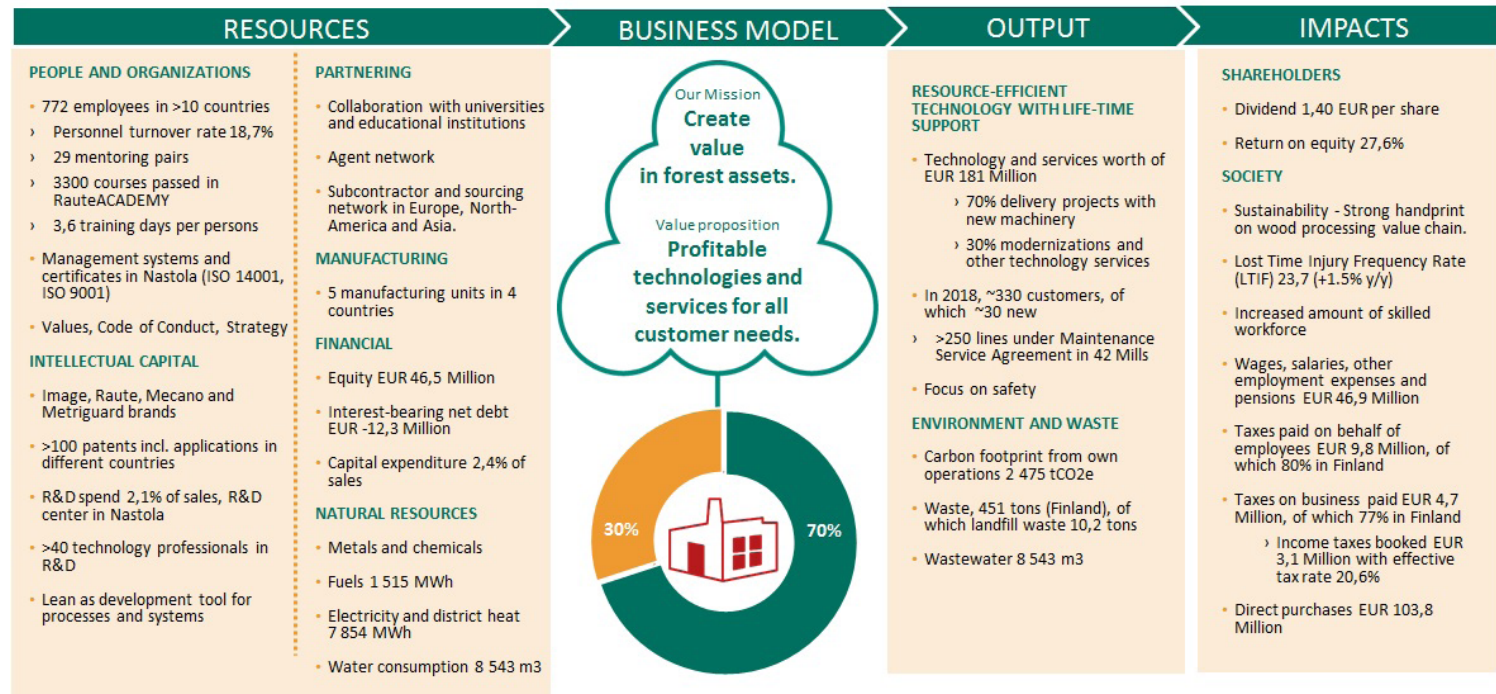 RESOURCES
BUSINESS MODEL
OUTPUT
IMPACTS
PEOPLE AND ORGANIZATIONS
• 772 employees in >10 countries
› Personnel turnover rate 18,7%
› 29 mentoring pairs
› 3300 courses passed in
RauteACADEMY
› 3,6 training days per persons
• Management systems and
certificates in Nastola (ISO 14001,
ISO 9001)
• Values, Code of Conduct, Strategy
INTELLECTUAL CAPITAL
• Image, Raute, Mecano and
Metriguard brands
• >100 patents incl. applications in
different countries
• R&D spend 2,1% of sales, R&D
center in Nastola
• >40 technology professionals in
R&D
• Lean as development tool for
processes and systems
PARTNERING
• Collaboration with universities
and educational institutions
• Agent network
• Subcontractor and sourcing
network in Europe, North-
America and Asia.
MANUFACTURING
• 5 manufacturing units in 4
countries
FINANCIAL
• Equity EUR 46,5 Million
• Interest-bearing net debt
EUR -12,3 Million
• Capital expenditure 2,4% of
sales
NATURAL RESOURCES
• Metals and chemicals
• Fuels 1 515 MWh
• Electricity and district heat
7 854 MWh
• Water consumption 8 543 m3
Our Mission
Create
value
in forest assets.
Value proposition
Profitable
technologies and
services for all
customer needs.
30%
70%
RESOURCE-EFFICIENT
TECHNOLOGY WITH LIFE-TIME
SUPPORT
• Technology and services worth of
EUR 181 Million
› 70% delivery projects with
new machinery
› 30% modernizations and
other technology services
• In 2018, ~330 customers, of
which ~30 new
› >250 lines under Maintenance
Service Agreement in 42 Mills
• Focus on safety
ENVIRONMENT AND WASTE
• Carbon footprint from own
operations 2 475 tCO2e
• Waste, 451 tons (Finland), of
which landfill waste 10,2 tons
• Wastewater 8 543 m3
SHAREHOLDERS
• Dividend 1,40 EUR per share
• Return on equity 27,6%
SOCIETY
• Sustainability - Strong handprint
on wood processing value chain.
• Lost Time Injury Frequency Rate
(LTIF) 23,7 (+1.5% y/y)
• Increased amount of skilled
workforce
• Wages, salaries, other
employment expenses and
pensions EUR 46,9 Million
• Taxes paid on behalf of
employees EUR 9,8 Million, of
which 80% in Finland
• Taxes on business paid EUR 4,7
Million, of which 77% in Finland
› Income taxes booked EUR
3,1 Million with effective
tax rate 20,6%
• Direct purchases EUR 103,8
Million